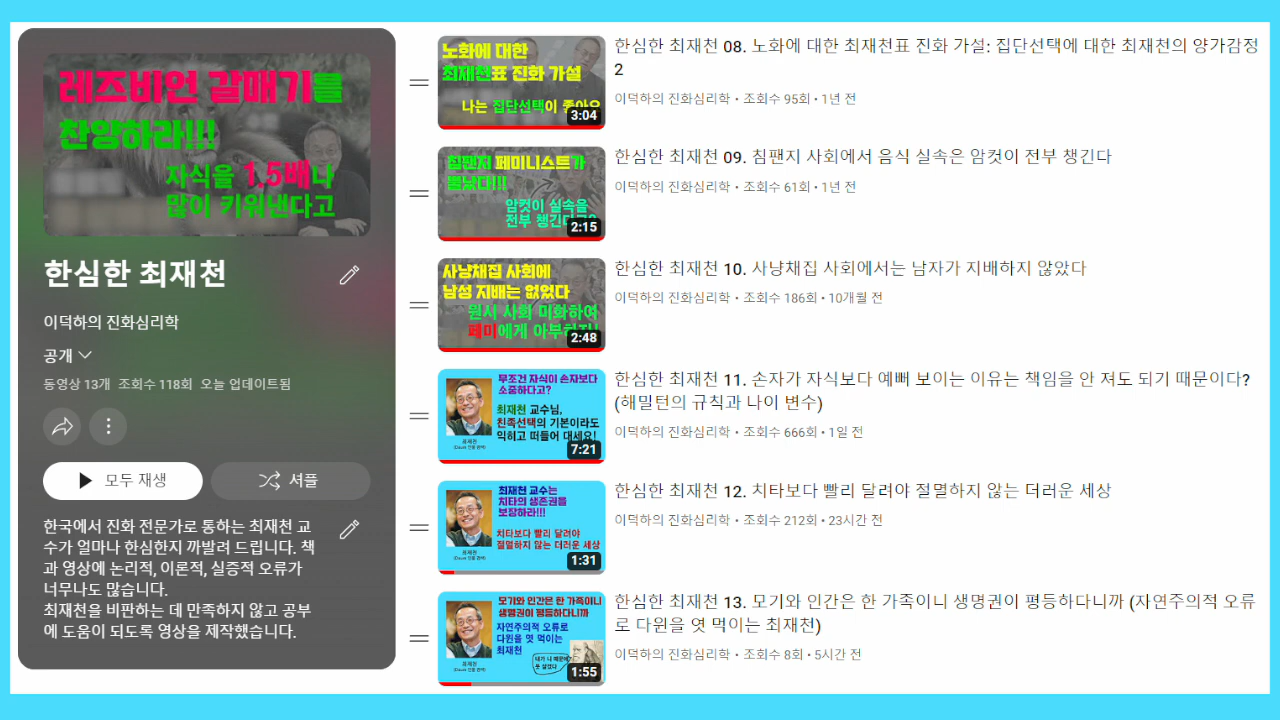 레즈비언 갈매기를
찬양하라!!!
자식을 1.5배나
많이 키워낸다고
한심한 최재천
이덕하의 진화심리학
공개
동영상 13개 조회수 118회 오늘 업데이트됨
모두 재생
셔플
한국에서 진화 전문가로 통하는 최재천 교
수가 얼마나 한심한지 까발려 드립니다. 책
과 영상에 논리적, 이론적, 실증적 오류가
너무나도 많습니다.
최재천을 비판하는 데 만족하지 않고 공부
에 도움이 되도록 영상을 제작했습니다.
노화에 대한
최재천표 진화 가설
나는 집단선택이 좋아요
3:04
한심한 최재천 08. 노화에 대한 최재천표 진화 가설: 집단선택에 대한 최재천의 양가감정
2
이덕하의 진화심리학 • 조회수 95회 • 1년 전
침팬지 페미니스트가
뿔났다!!!
암컷이 실속을
전부 챙긴다고?
2:15
한심한 최재천 09. 침팬지 사회에서 음식 실속은 암컷이 전부 챙긴다
이덕하의 진화심리학 • 조회수 61회 • 1년 전
사냥채집 사회에
남성 지배는 없었다
원시 사회 미화하여
페미에게 아부하자!
2:48
한심한 최재천 10. 사냥채집 사회에서는 남자가 지배하지 않았다
이덕하의 진화심리학 • 조회수 186회 • 10개월 전
무조건 자식이 손자보다
소중하다고?
최재천 교수님,
친족선택의 기본이라도
익히고 떠들어 대세요!
최재천
7:21
한심한 최재천 11. 손자가 자식보다 예뻐 보이는 이유는 책임을 안 져도 되기 때문이다?
(해밀턴의 규칙과 나이 변수)
이덕하의 진화심리학 • 조회수 666회 • 1일 전
최재천 교수는
치타의 생존권을
보장하라!!!
치타보다 빨리 달려야
절멸하지 않는 더러운 세상
최재천
1:31
한심한 최재천 12. 치타보다 빨리 달려야 절멸하지 않는 더러운 세상
이덕하의 진화심리학 • 조회수 212회 • 23시간 전
모기와 인간은 한 가족이니
생명권이 평등하다니까
자연주의적 오류로
다윈을 엿 먹이는
최재천
최재천
1:55
한심한 최재천 13. 모기와 인간은 한 가족이니 생명권이 평등하다니까 (자연주의적 오류
로 다윈을 엿 먹이는 최재천)
이덕하의 진화심리학 • 조회수 8회 • 5시간 전